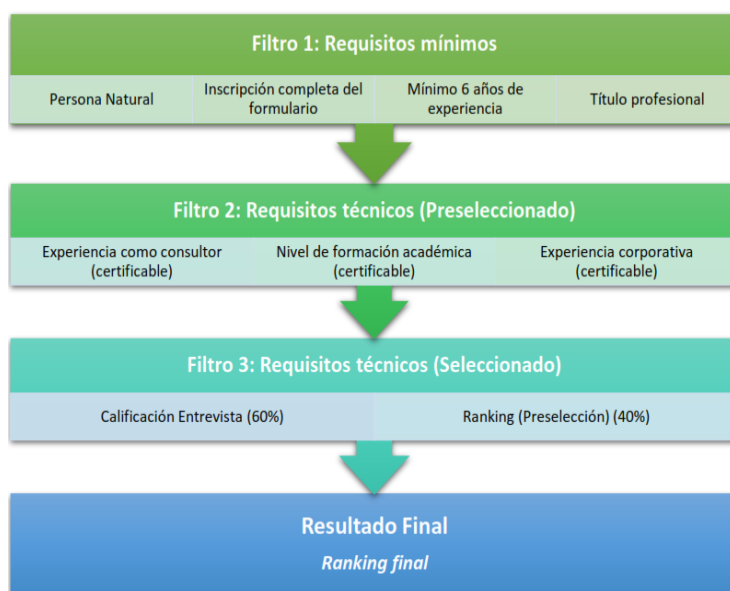 Filtro 1: Requisitos mínimos
Persona Natural
Inscripción completa del
formulario
Mínimo 6 años de
experiencia
Título profesional
Filtro 2: Requisitos técnicos (Preseleccionado)
Experiencia como consultor
(certificable)
Nivel de formación académica
(certificable)
Experiencia corporativa
(certificable)
Filtro 3: Requisitos técnicos (Seleccionado)
Calificación Entrevista (60%)
Ranking (Preselección) (40%)
Resultado Final
Ranking final